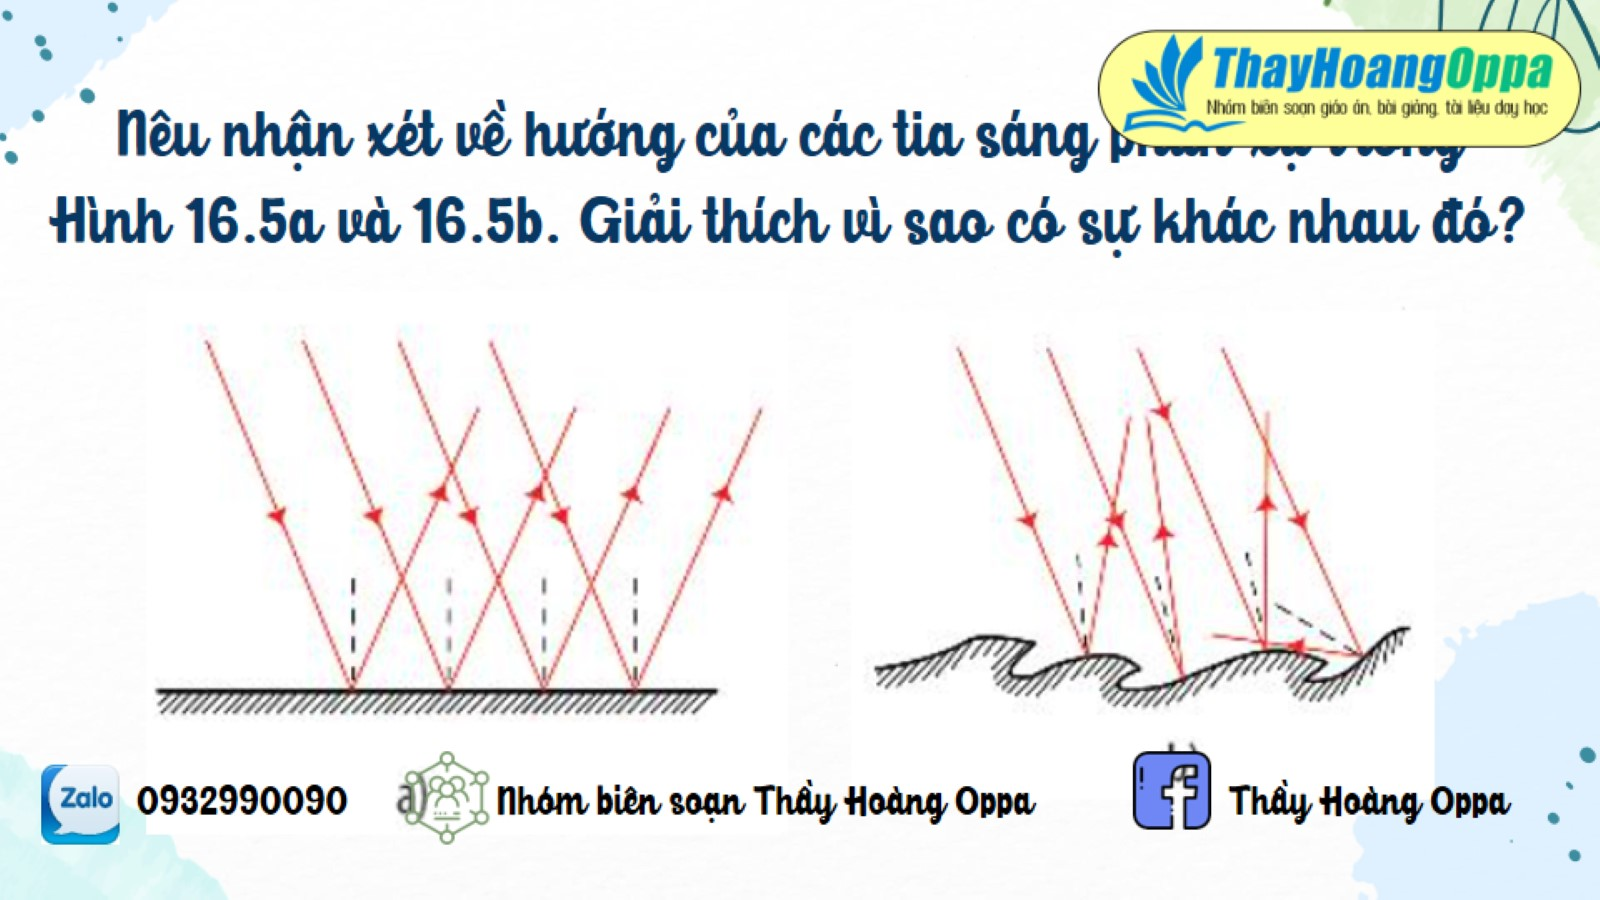 ThayHoangOppa
Nhóm biên soạn giáo án, bài giảng, tài liệu dạy học
Nêu nhận xét về hướng của các tia sáng
Hình 16.5a và 16.5b. Giải thích vì sao có sự khác nhau đó?
Zalo 0932990090 a) Nhóm biên soạn Thầy Hoàng Oppa f Thầy Hoàng Oppa